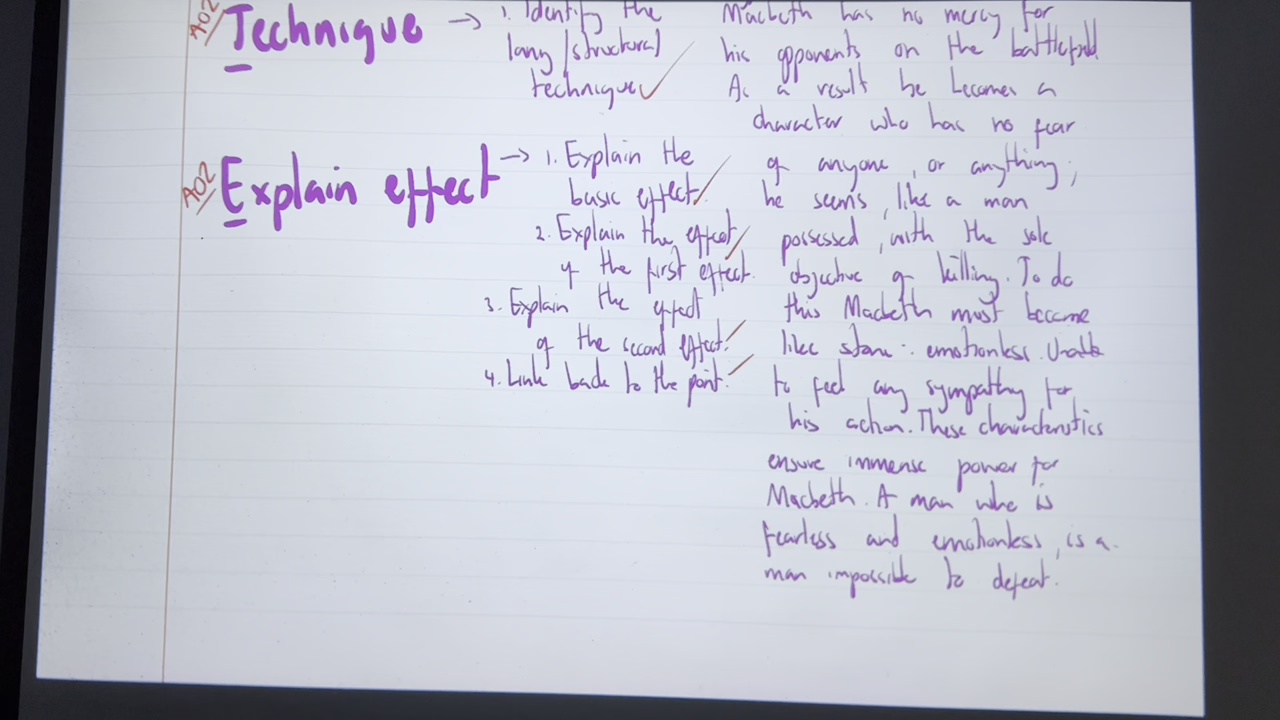 AO2
Technique → 1. Identify the
lang/structural
technique
AO2
Explain effect → 1. Explain the
basic effect.
2. Explain the effect
of the first effect.
3. Explain the effect
of the second effect.
4. Link back to the point.
Macbeth has no mercy for
his opponents on the battlefield
As a result he becomes a
character who has no fear
of anyone, or anything;
he seems, like a man
possessed, with the sole
objective of killing. To do
this Macbeth must become
like stone: emotionless. Unable
to feel any sympathy for
his action. These characteristics
ensure immense power for
Macbeth. A man who is
fearless and emotionless, is a
man impossible to defeat.